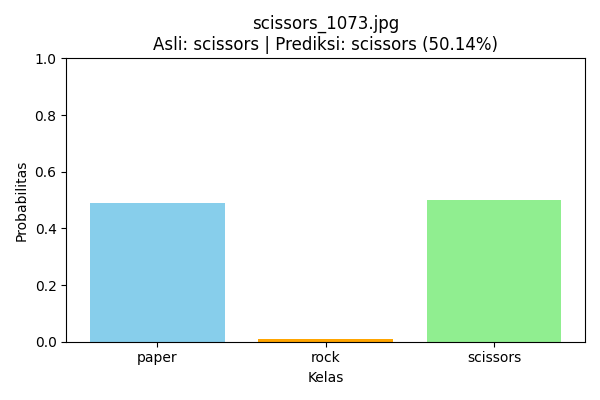 scissors_1073.jpg
Asli: scissors | Prediksi: scissors (50.14%)
1.0
0.8
0.6
0.4
0.2
0.0
Probabilitas
paper rock scissors
Kelas